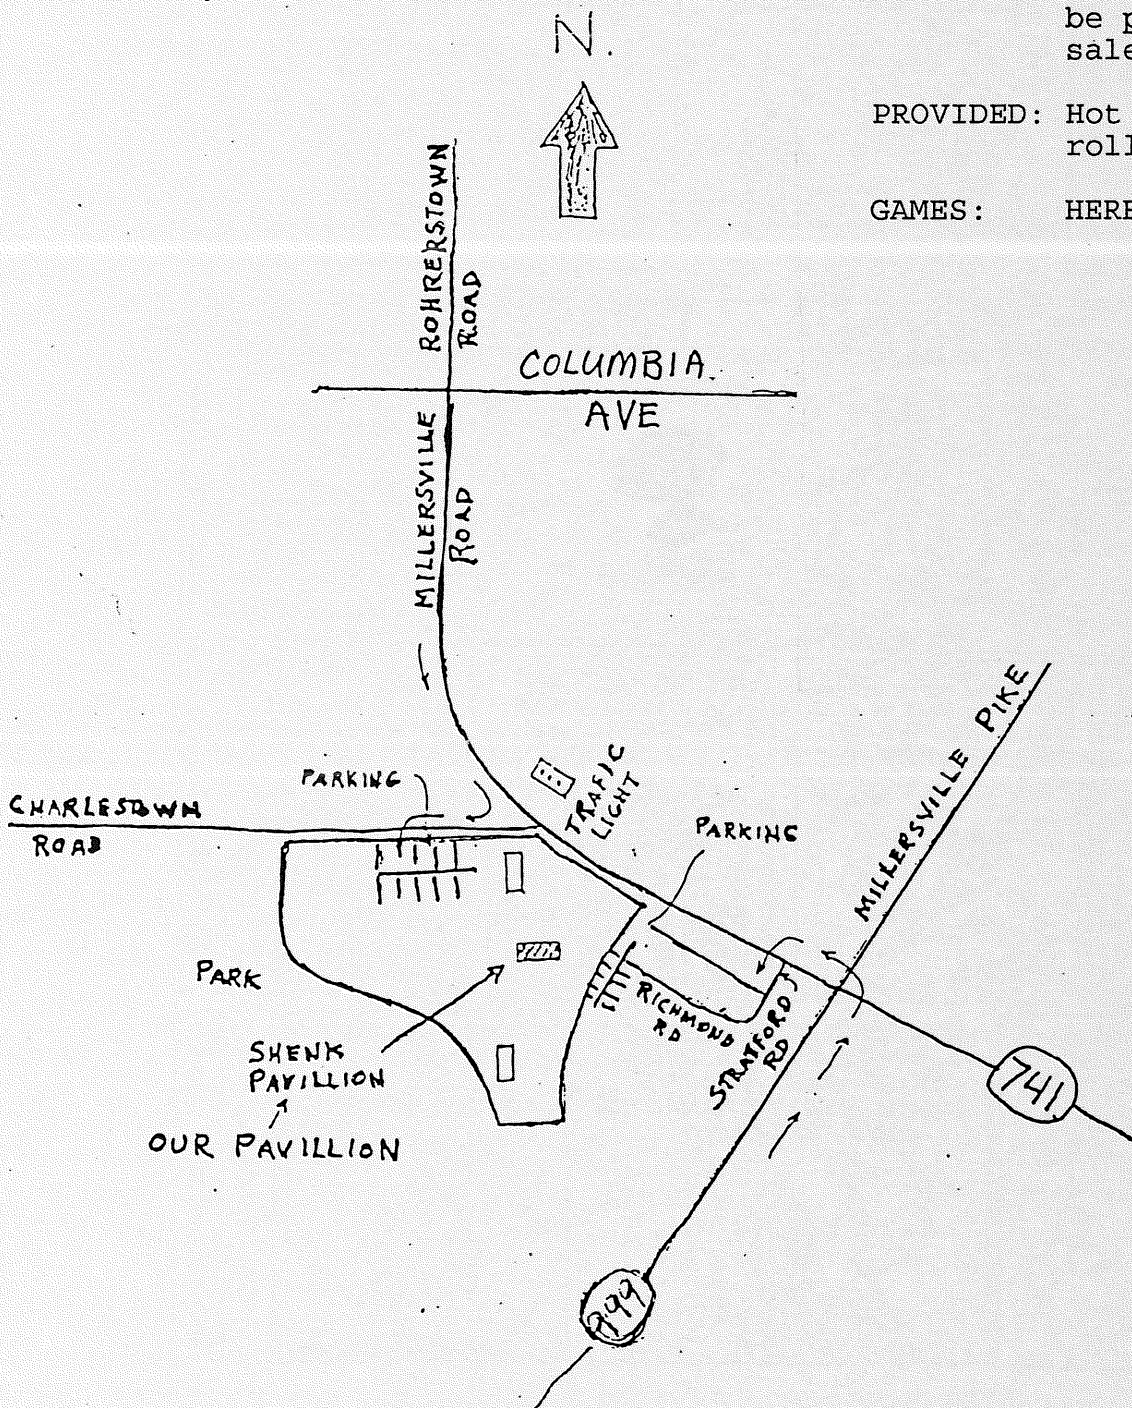 be p
sale
N.
PROVIDED: Hot
roll
GAMES: HERE
ROHRERSTOWN
ROAD
COLUMBIA
AVE
MILLERSVILLE
ROAD
MILLERSVILLE PIKE
TRAFIC
LIGHT
PARKING
CHARLESTOWN
ROAD
PARKING
PARK
RICHMOND
RD
STRATFORD
RD
SHENK
PAVILLION
OUR PAVILLION
741
999